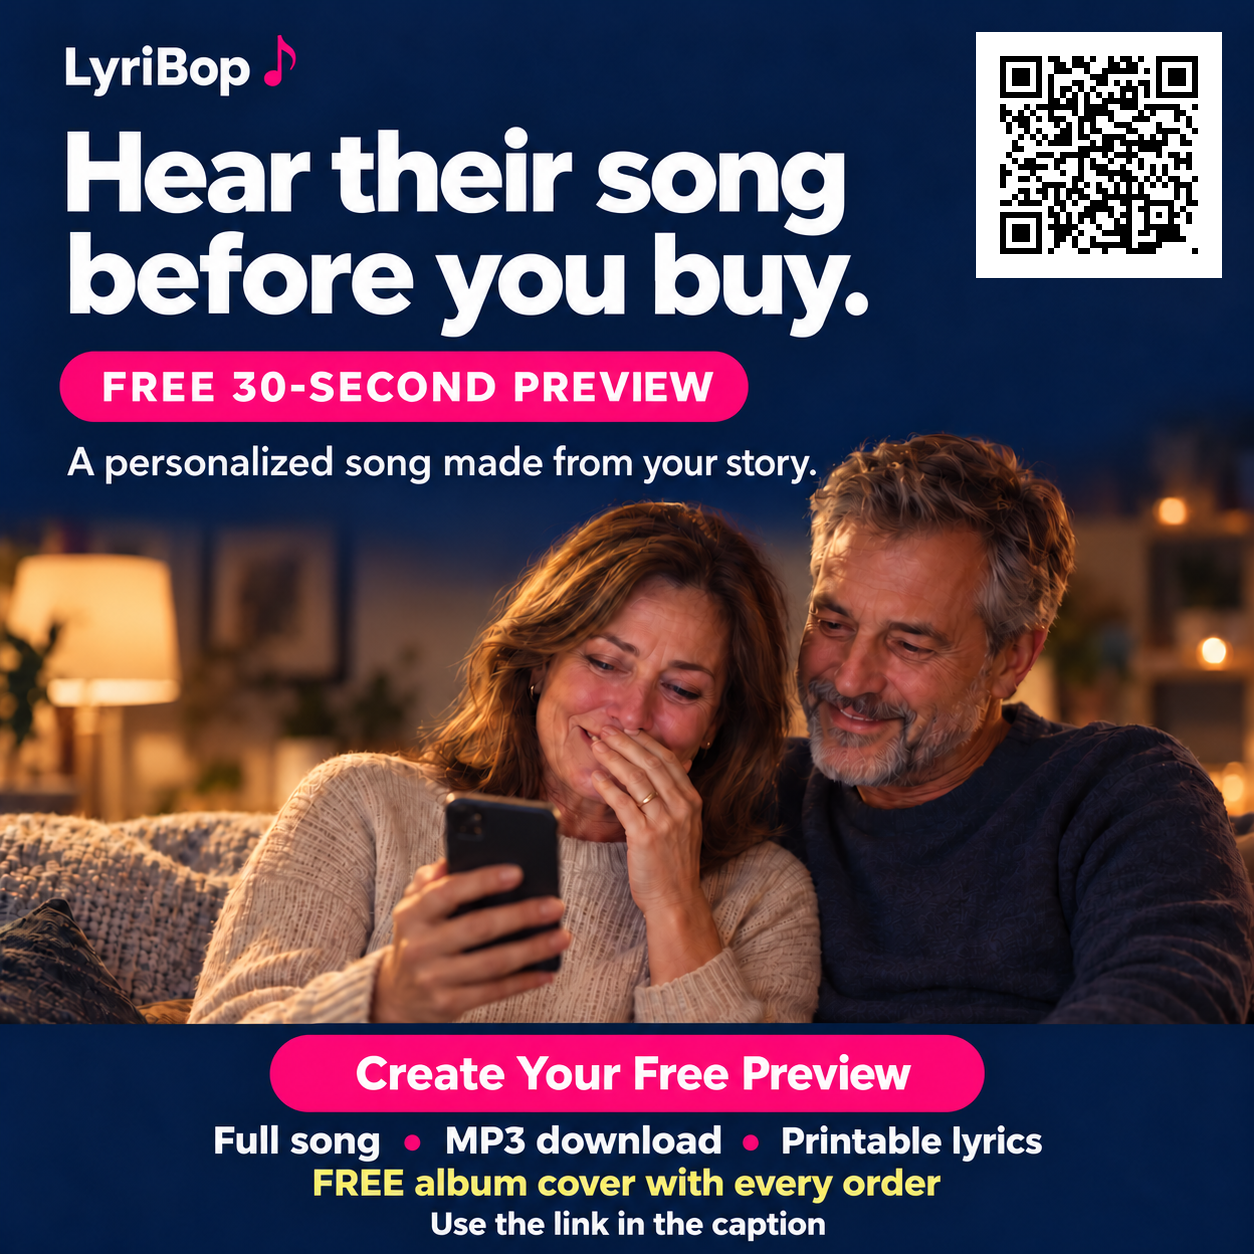 LyriBop
Hear their song
before you buy.
FREE 30-SECOND PREVIEW
A personalized song made from your story.
Create Your Free Preview
Full song • MP3 download • Printable lyrics
FREE album cover with every order
Use the link in the caption